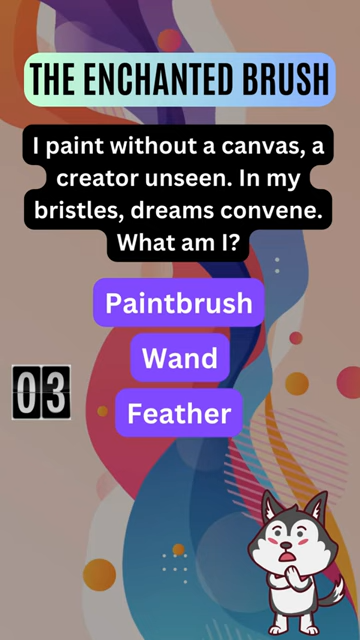 THE ENCHANTED BRUSH
I paint without a canvas, a
creator unseen. In my
bristles, dreams convene.
What am I?
Paintbrush
Wand
03
Feather